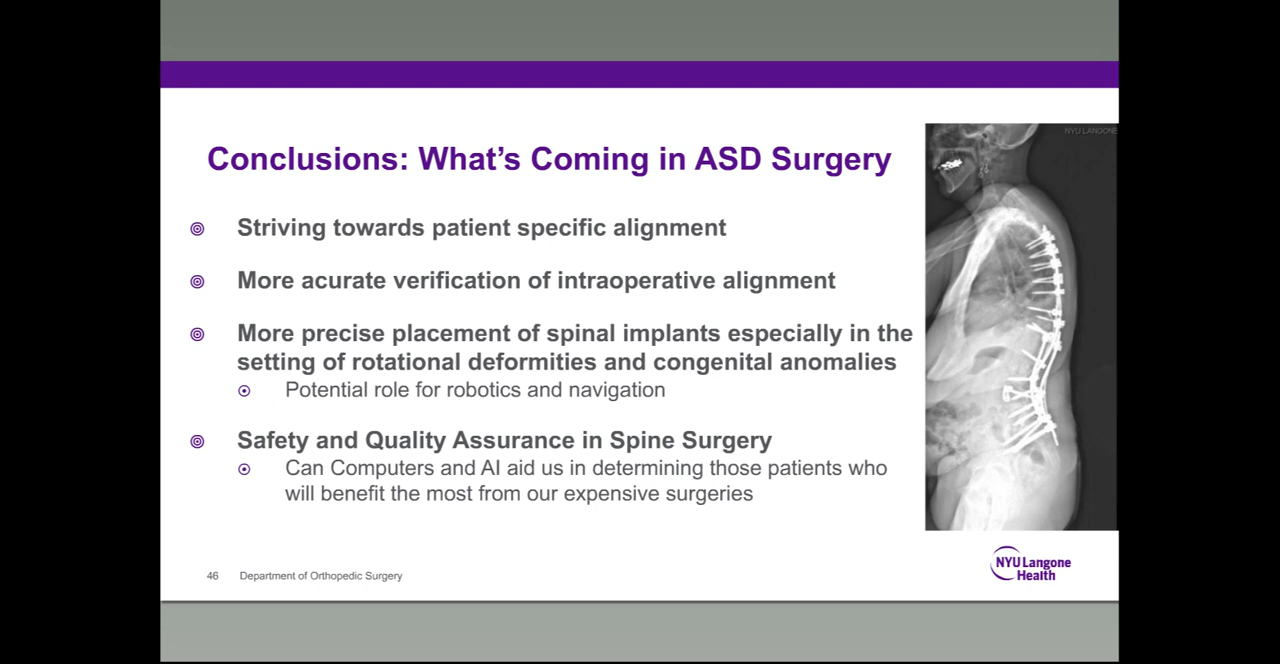 NYU LANGONE
Conclusions: What's Coming in ASD Surgery
Striving towards patient specific alignment
More acurate verification of intraoperative alignment
More precise placement of spinal implants especially in the
setting of rotational deformities and congenital anomalies
Potential role for robotics and navigation
Safety and Quality Assurance in Spine Surgery
Can Computers and AI aid us in determining those patients who
will benefit the most from our expensive surgeries
46 Department of Orthopedic Surgery
NYU Langone
Health